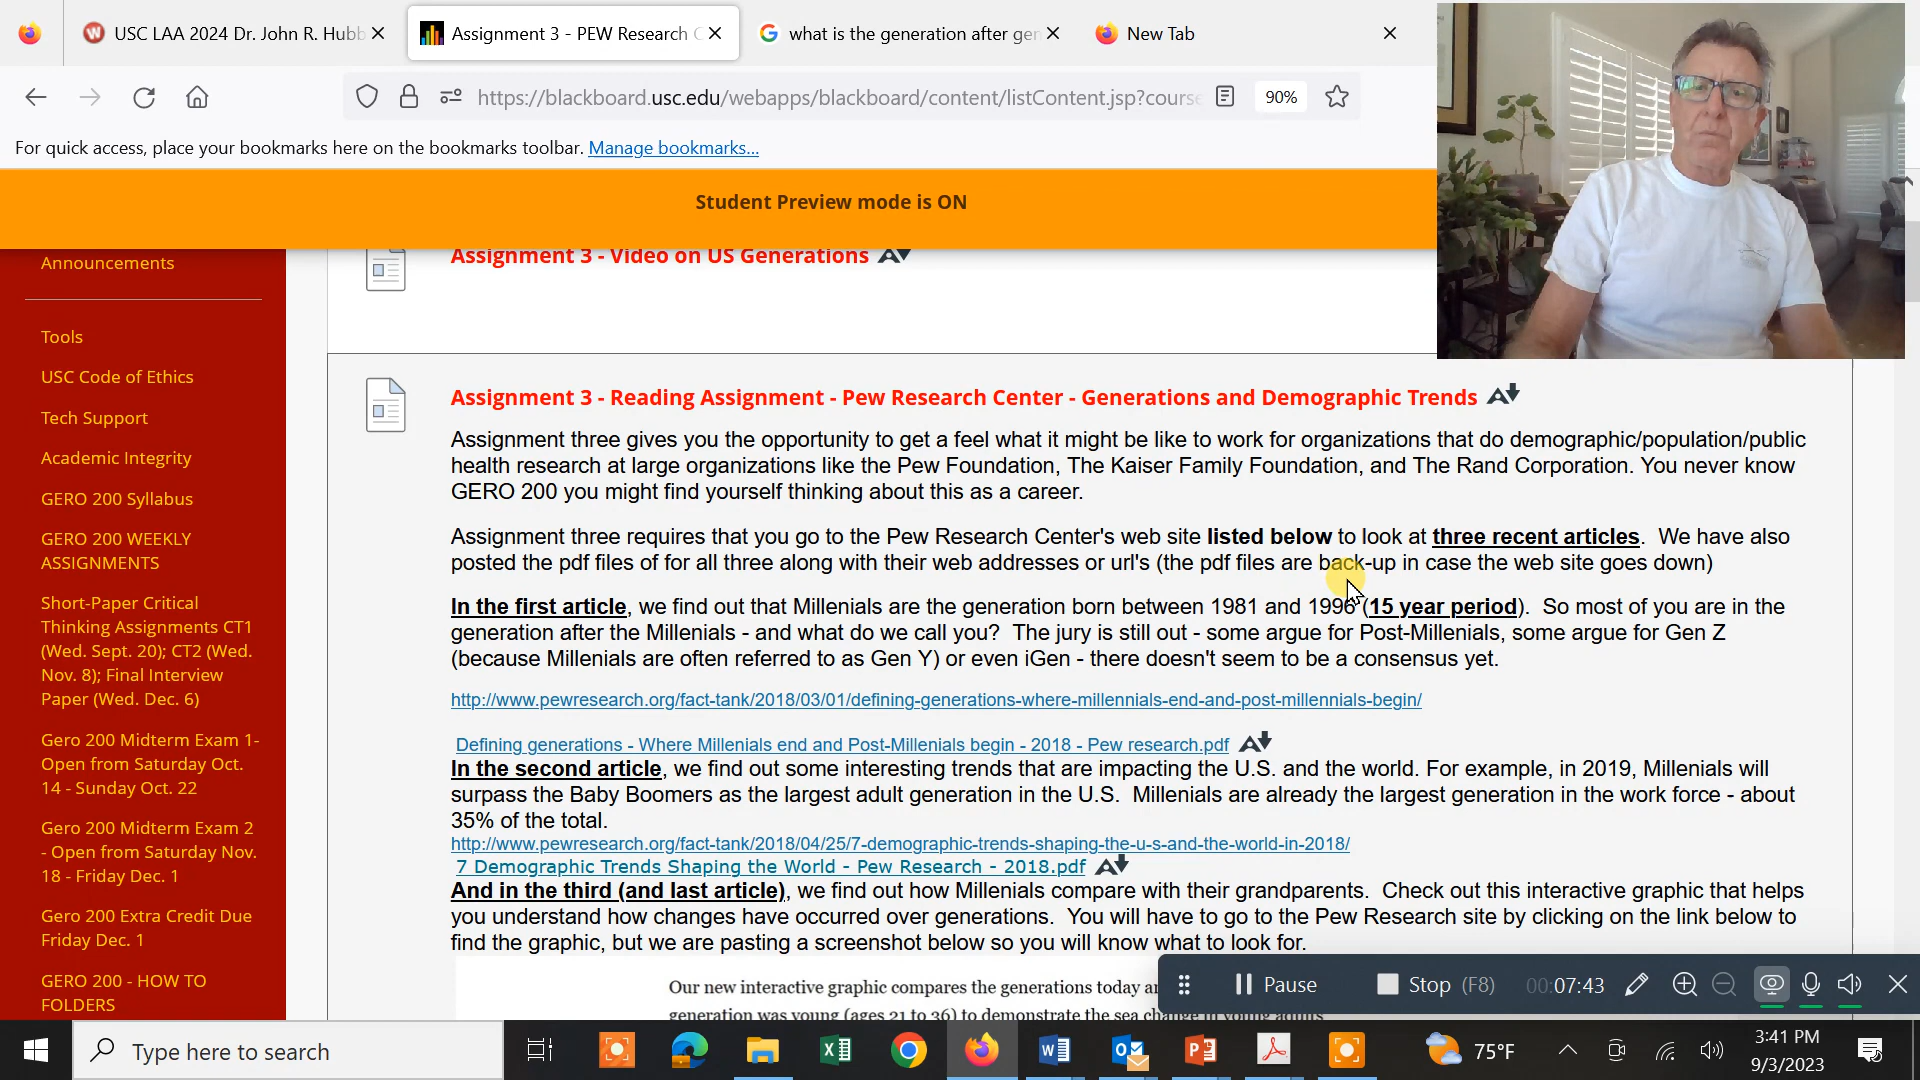 USC LAA 2024 Dr. John R. Hubb
Assignment 3 - PEW Research C
what is the generation after gen
New Tab
https://blackboard.usc.edu/webapps/blackboard/content/listContent.jsp?course
90%
For quick access, place your bookmarks here on the bookmarks toolbar. Manage bookmarks...
Student Preview mode is ON
Announcements
Tools
USC Code of Ethics
Tech Support
Academic Integrity
GERO 200 Syllabus
GERO 200 WEEKLY
ASSIGNMENTS
Short-Paper Critical
Thinking Assignments CT1
(Wed. Sept. 20); CT2 (Wed.
Nov. 8); Final Interview
Paper (Wed. Dec. 6)
Gero 200 Midterm Exam 1-
Open from Saturday Oct.
14 - Sunday Oct. 22
Gero 200 Midterm Exam 2
- Open from Saturday Nov.
18 - Friday Dec. 1
Gero 200 Extra Credit Due
Friday Dec. 1
GERO 200 - HOW TO
FOLDERS
Assignment 3 - Video on US Generations
Assignment 3 - Reading Assignment - Pew Research Center - Generations and Demographic Trends
Assignment three gives you the opportunity to get a feel what it might be like to work for organizations that do demographic/population/public
health research at large organizations like the Pew Foundation, The Kaiser Family Foundation, and The Rand Corporation. You never know
GERO 200 you might find yourself thinking about this as a career.
Assignment three requires that you go to the Pew Research Center's web site listed below to look at three recent articles. We have also
posted the pdf files of for all three along with their web addresses or url's (the pdf files are back-up in case the web site goes down)
In the first article, we find out that Millenials are the generation born between 1981 and 1996 (15 year period). So most of you are in the
generation after the Millenials - and what do we call you? The jury is still out - some argue for Post-Millenials, some argue for Gen Z
(because Millenials are often referred to as Gen Y) or even iGen - there doesn't seem to be a consensus yet.
http://www.pewresearch.org/fact-tank/2018/03/01/defining-generations-where-millennials-end-and-post-millennials-begin/
Defining generations - Where Millenials end and Post-Millenials begin - 2018 - Pew research.pdf
In the second article, we find out some interesting trends that are impacting the U.S. and the world. For example, in 2019, Millenials will
surpass the Baby Boomers as the largest adult generation in the U.S. Millenials are already the largest generation in the work force - about
35% of the total.
http://www.pewresearch.org/fact-tank/2018/04/25/7-demographic-trends-shaping-the-u-s-and-the-world-in-2018/
7 Demographic Trends Shaping the World - Pew Research - 2018.pdf
And in the third (and last article), we find out how Millenials compare with their grandparents. Check out this interactive graphic that helps
you understand how changes have occurred over generations. You will have to go to the Pew Research site by clicking on the link below to
find the graphic, but we are pasting a screenshot below so you will know what to look for.
Our new interactive graphic compares the generations today a
generation was young (ages 21 to 36) to demonstrate the sea change in young adults'
Pause
Stop (F8)
00:07:43
Type here to search
75°F
3:41 PM
9/3/2023